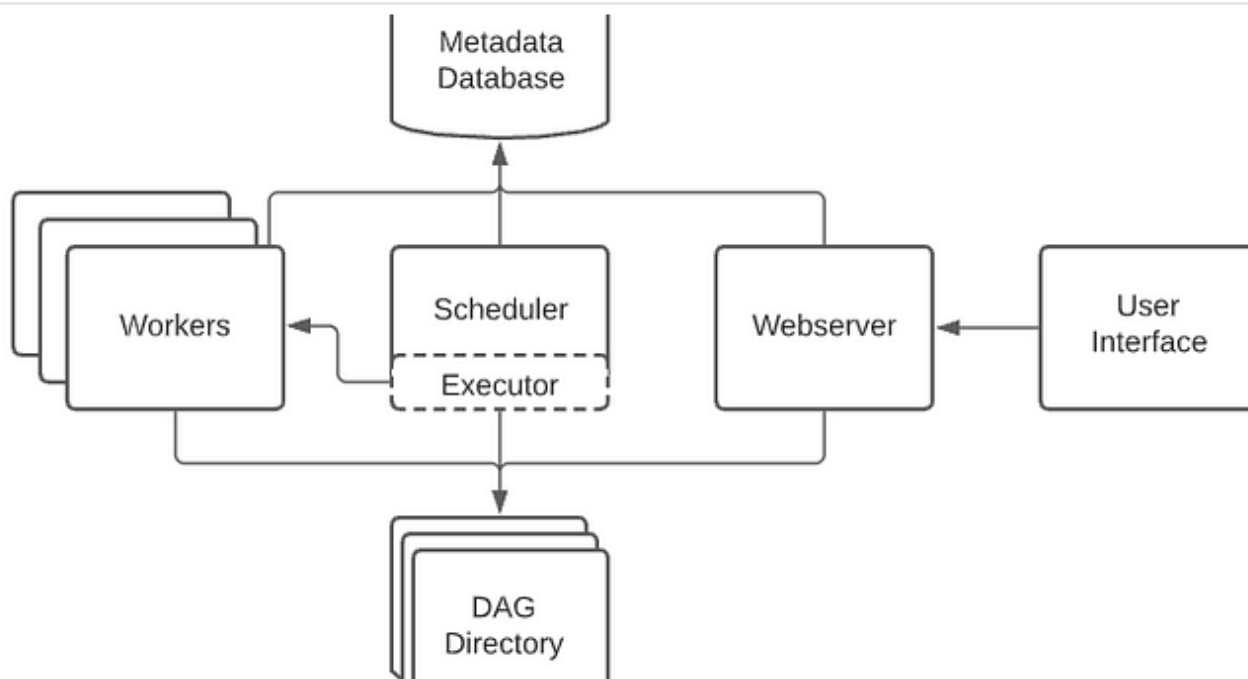 Metadata
Database
Workers
Scheduler
Executor
Webserver
User
Interface
DAG
Directory